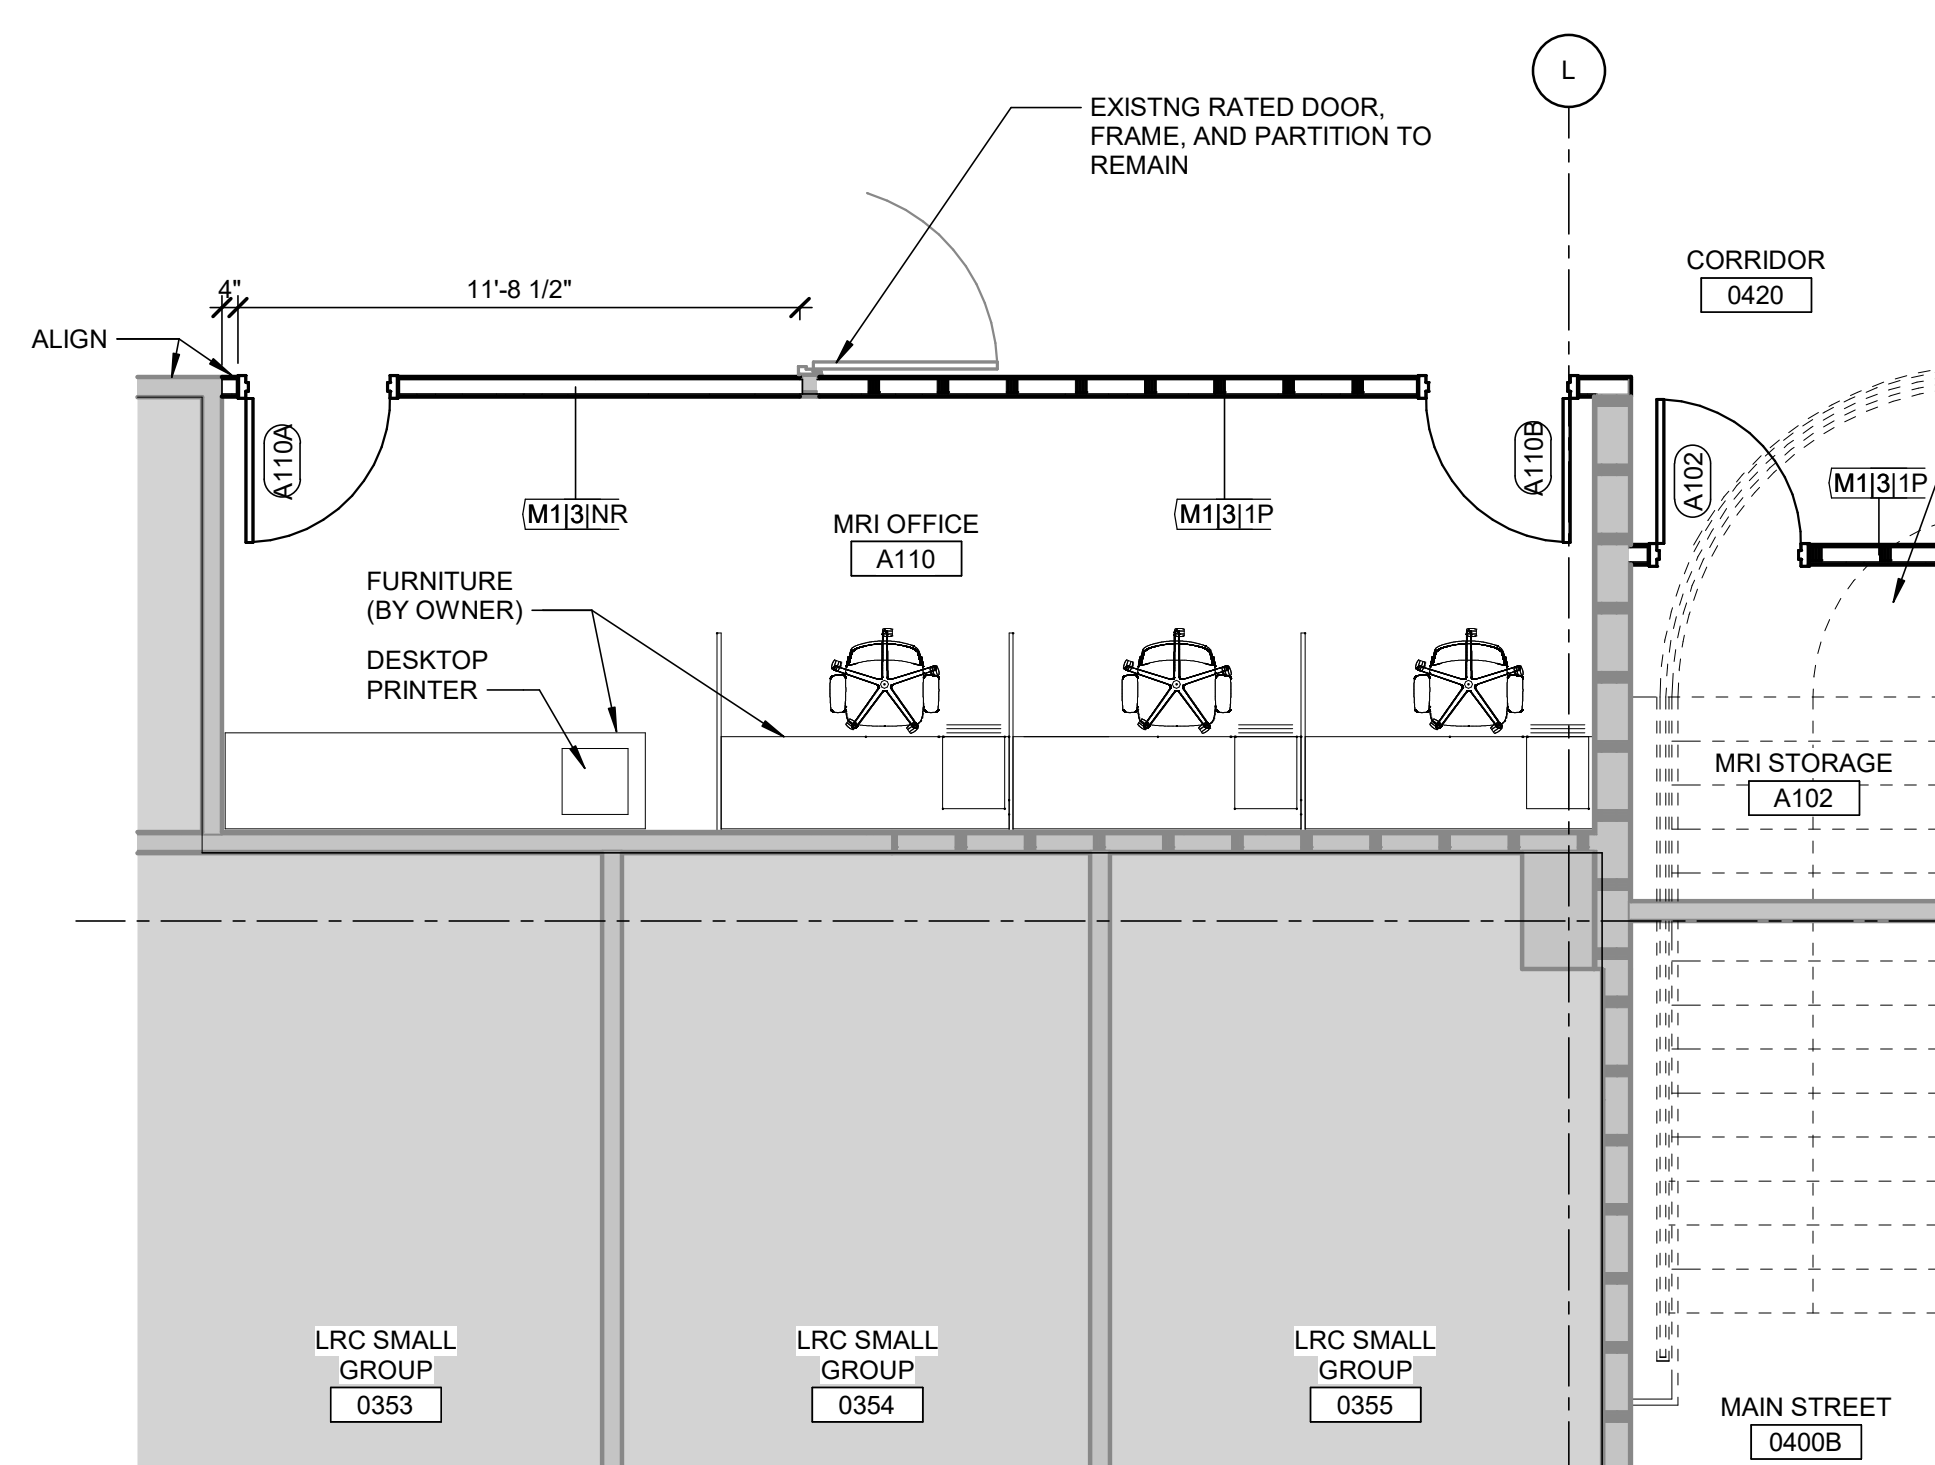 L
EXISTNG RATED DOOR,
FRAME, AND PARTITION TO
REMAIN
CORRIDOR
0420
4"
11'-8 1/2"
ALIGN
A110A
A110B
A102
M1|3|NR
M1|3|1P
M1|3|1P
MRI OFFICE
A110
FURNITURE
(BY OWNER)
DESKTOP
PRINTER
MRI STORAGE
A102
LRC SMALL
GROUP
0353
LRC SMALL
GROUP
0354
LRC SMALL
GROUP
0355
MAIN STREET
0400B